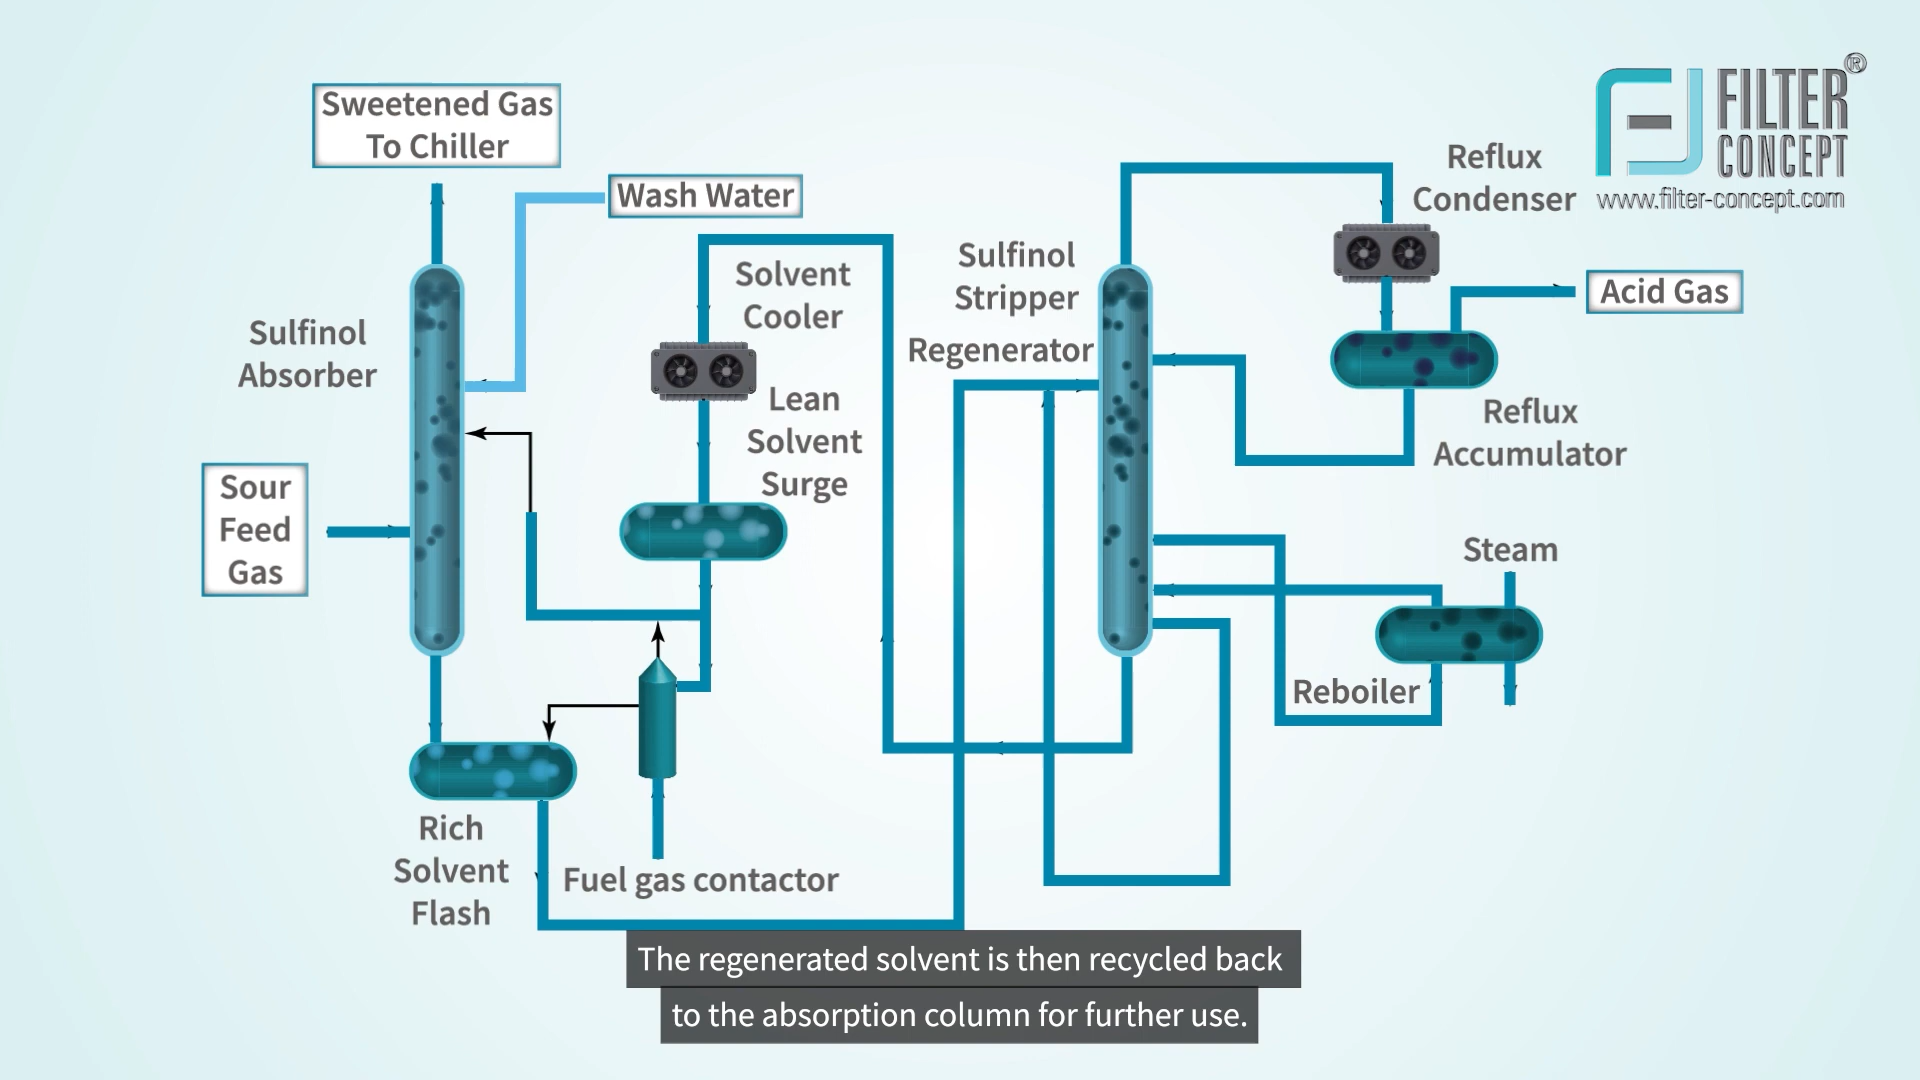 Sweetened Gas
To Chiller
Wash Water
Sulfinol
Absorber
Sour
Feed
Gas
Solvent
Cooler
Lean
Solvent
Surge
Rich
Solvent
Flash
Fuel gas contactor
Sulfinol
Stripper
Regenerator
Reflux
Condenser
Acid Gas
Reflux
Accumulator
Steam
Reboiler
FILTER®
CONCEPT
www.filter-concept.com
The regenerated solvent is then recycled back
to the absorption column for further use.